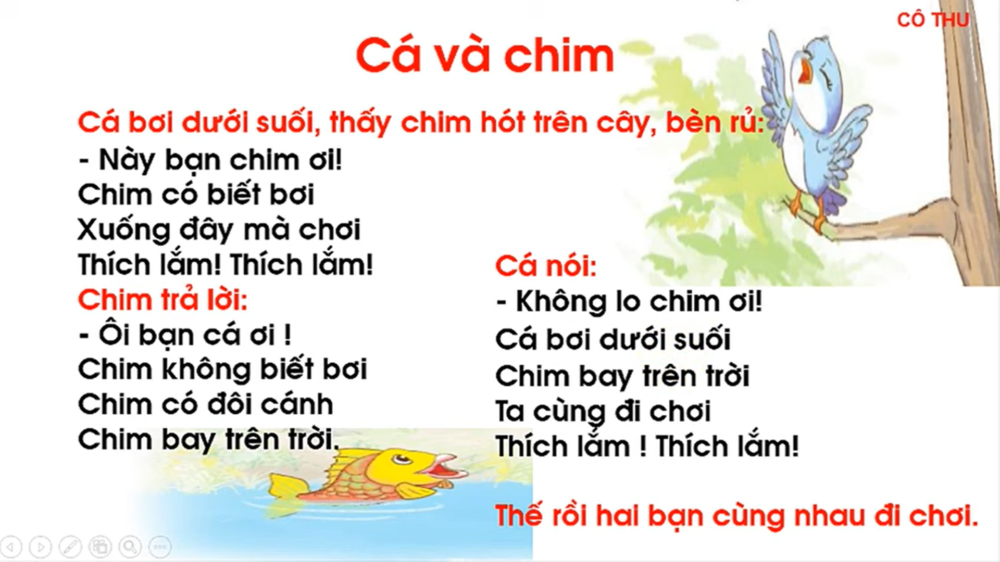 CÔ THU
Cá và chim
Cá bơi dưới suối, thấy chim hót trên cây, bèn rủ:
- Này bạn chim ơi!
Chim có biết bơi
Xuống đây mà chơi
Thích lắm! Thích lắm!
Chim trả lời:
- Ôi bạn cá ơi !
Chim không biết bơi
Chim có đôi cánh
Chim bay trên trời.
Cá nói:
- Không lo chim ơi!
Cá bơi dưới suối
Chim bay trên trời
Ta cùng đi chơi
Thích lắm ! Thích lắm!
Thế rồi hai bạn cùng nhau đi chơi.